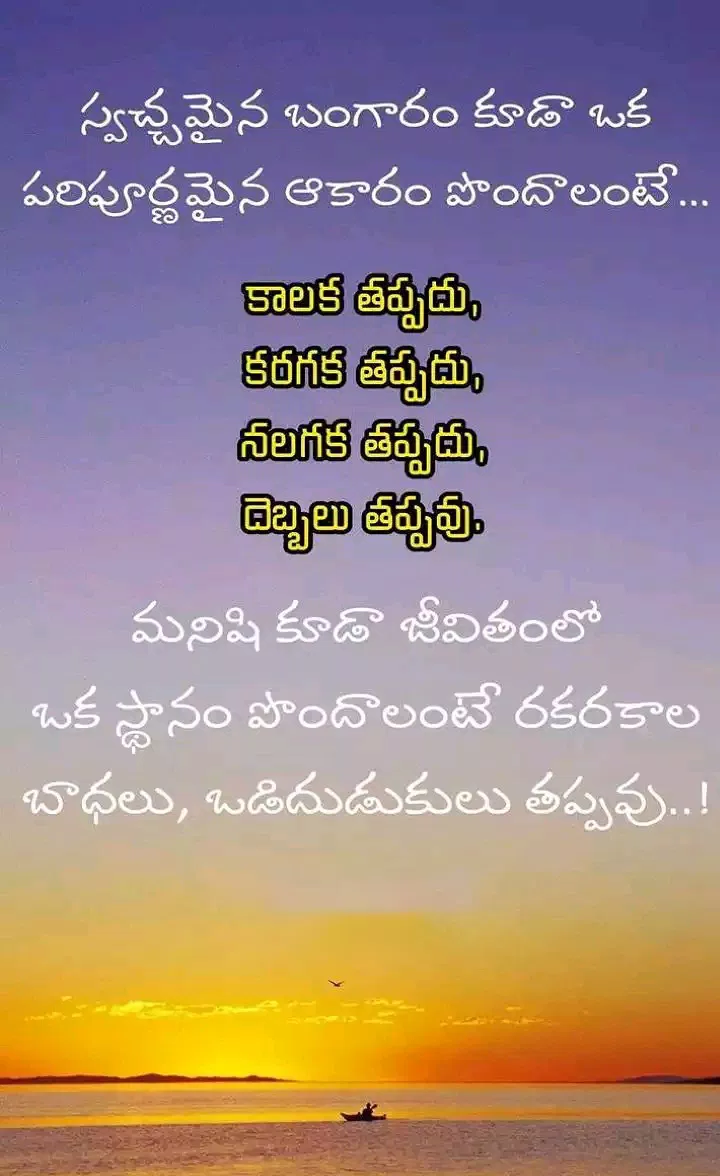 స్వచ్ఛమైన బంగారం కూడా ఒక
పరిపూర్ణమైన ఆకారం పొందాలంటే...
కాలక తప్పదు,
కరగక తప్పదు,
నలగక తప్పదు,
దెబ్బలు తప్పవు.
మనిషి కూడా జీవితంలో
ఒక స్థానం పొందాలంటే రకరకాల
బాధలు, ఒడిదుడుకులు తప్పవు..!